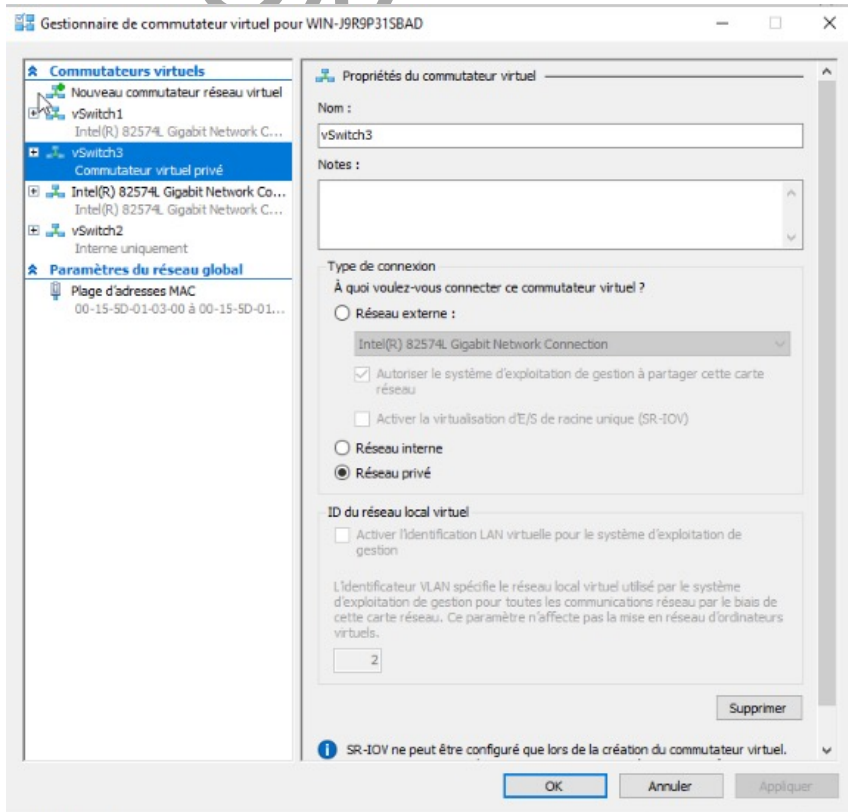 Gestionnaire de commutateur virtuel pour WIN-J9R9P31SBAD
Commutateurs virtuels
Nouveau commutateur réseau virtuel
vSwitch1
Intel(R) 82574L Gigabit Network C...
vSwitch3
Commutateur virtuel privé
Intel(R) 82574L Gigabit Network Co...
Intel(R) 82574L Gigabit Network C...
vSwitch2
Interne uniquement
Paramètres du réseau global
Plage d'adresses MAC
00-15-5D-01-03-00 à 00-15-5D-01...
Propriétés du commutateur virtuel
Nom :
vSwitch3
Notes :
Type de connexion
À quoi voulez-vous connecter ce commutateur virtuel ?
Réseau externe :
Intel(R) 82574L Gigabit Network Connection
Autoriser le système d'exploitation de gestion à partager cette carte
réseau
Activer la virtualisation d'E/S de racine unique (SR-IOV)
Réseau interne
Réseau privé
ID du réseau local virtuel
Activer l'identification LAN virtuelle pour le système d'exploitation de
gestion
L'identificateur VLAN spécifie le réseau local virtuel utilisé par le système
d'exploitation de gestion pour toutes les communications réseau par le biais de
cette carte réseau. Ce paramètre n'affecte pas la mise en réseau d'ordinateurs
virtuels.
2
Supprimer
SR-IOV ne peut être configuré que lors de la création du commutateur virtuel.
OK
Annuler
Appliquer